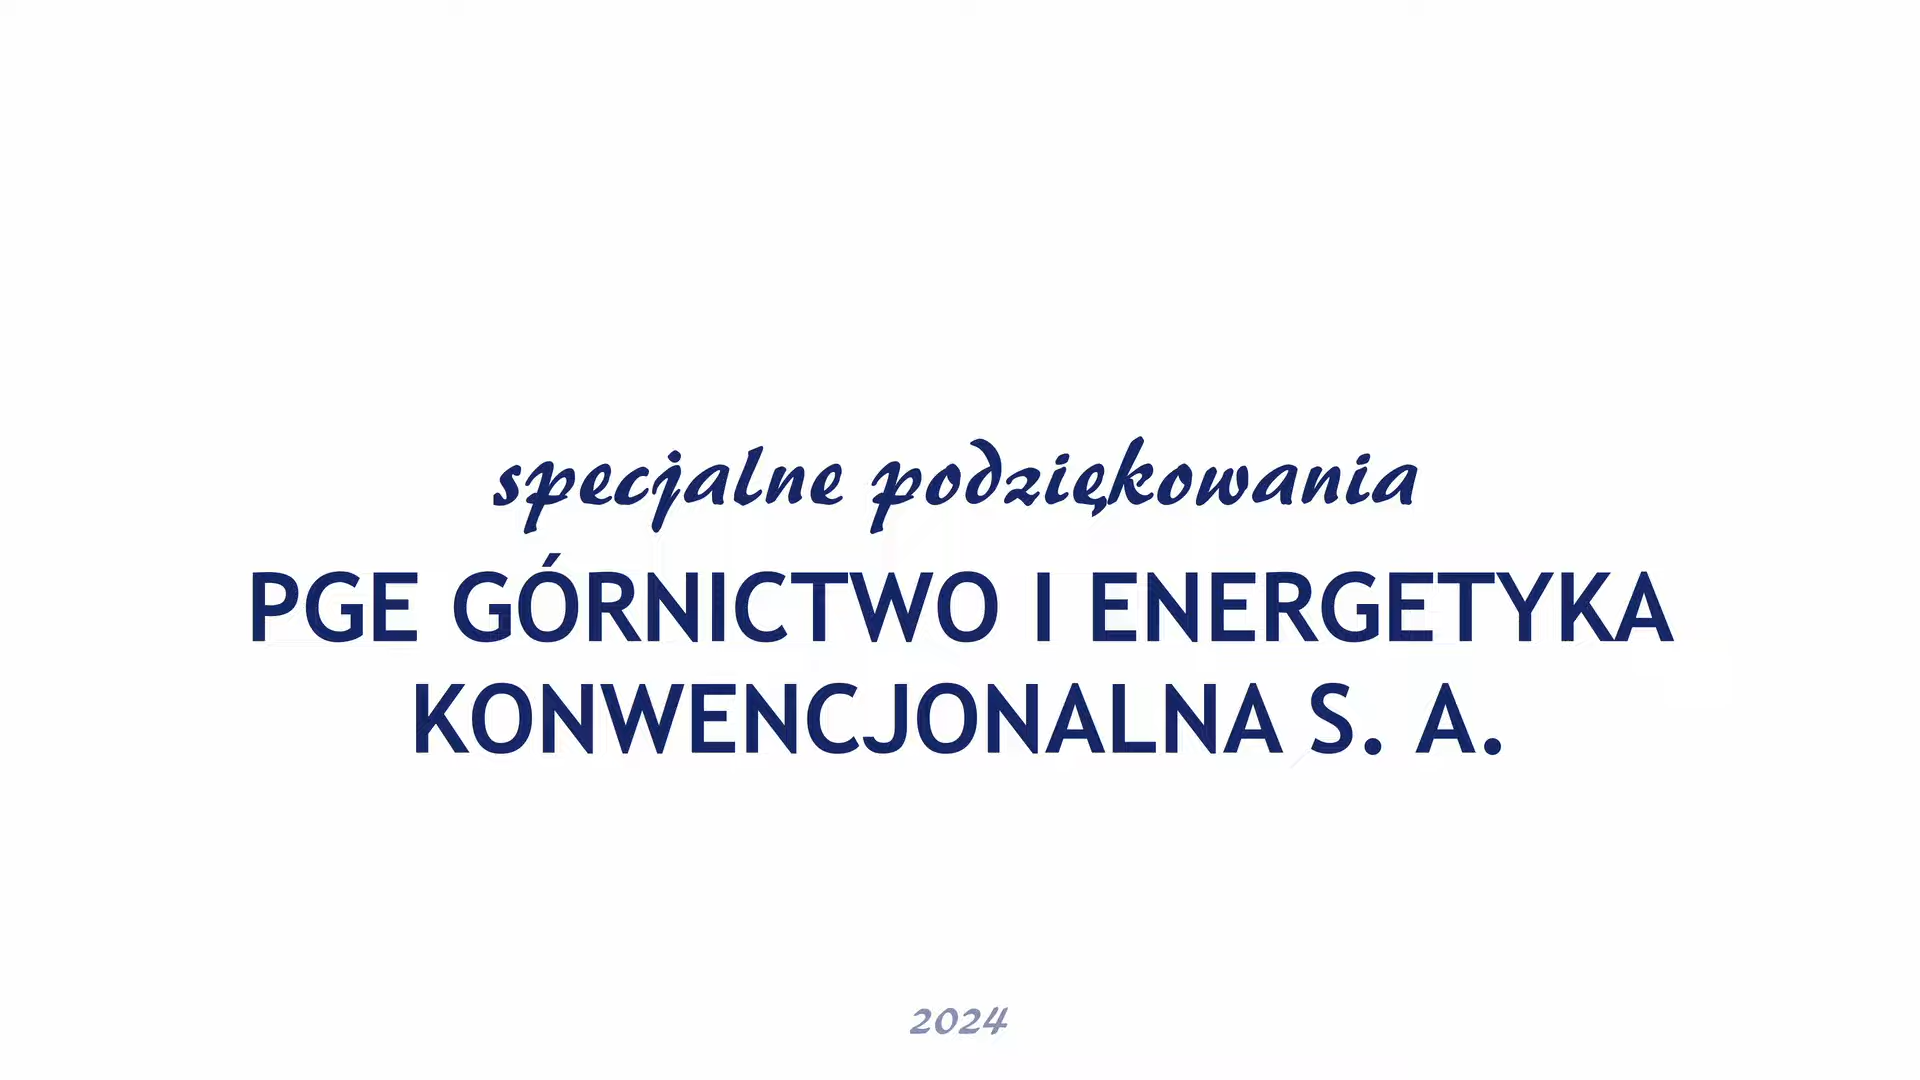 specjalne podziękowania
PGE GÓRNICTWO I ENERGETYKA
KONWENCJONALNA S. A.
2024